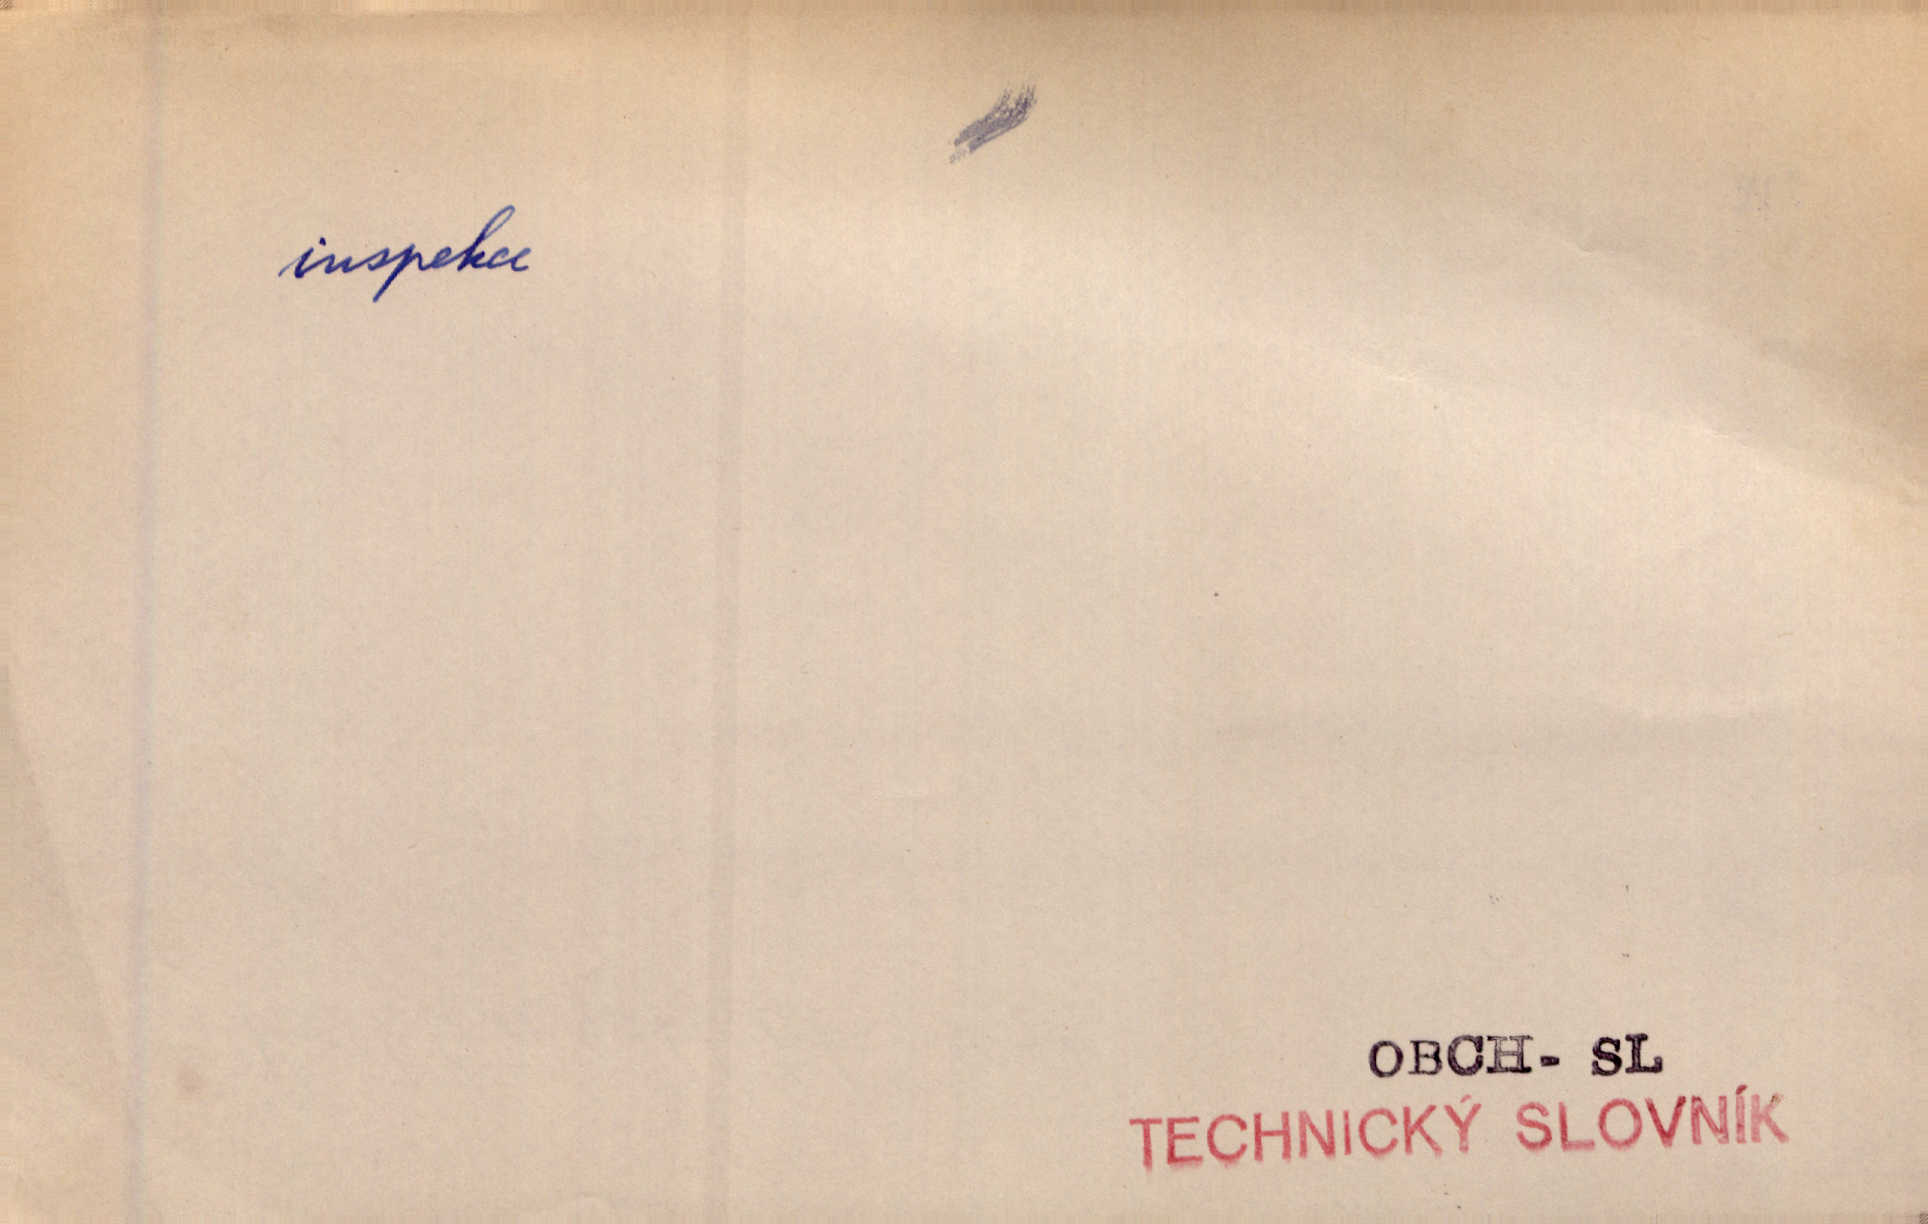 inspekce
OBCH- SL
TECHNICKÝ SLOVNÍK